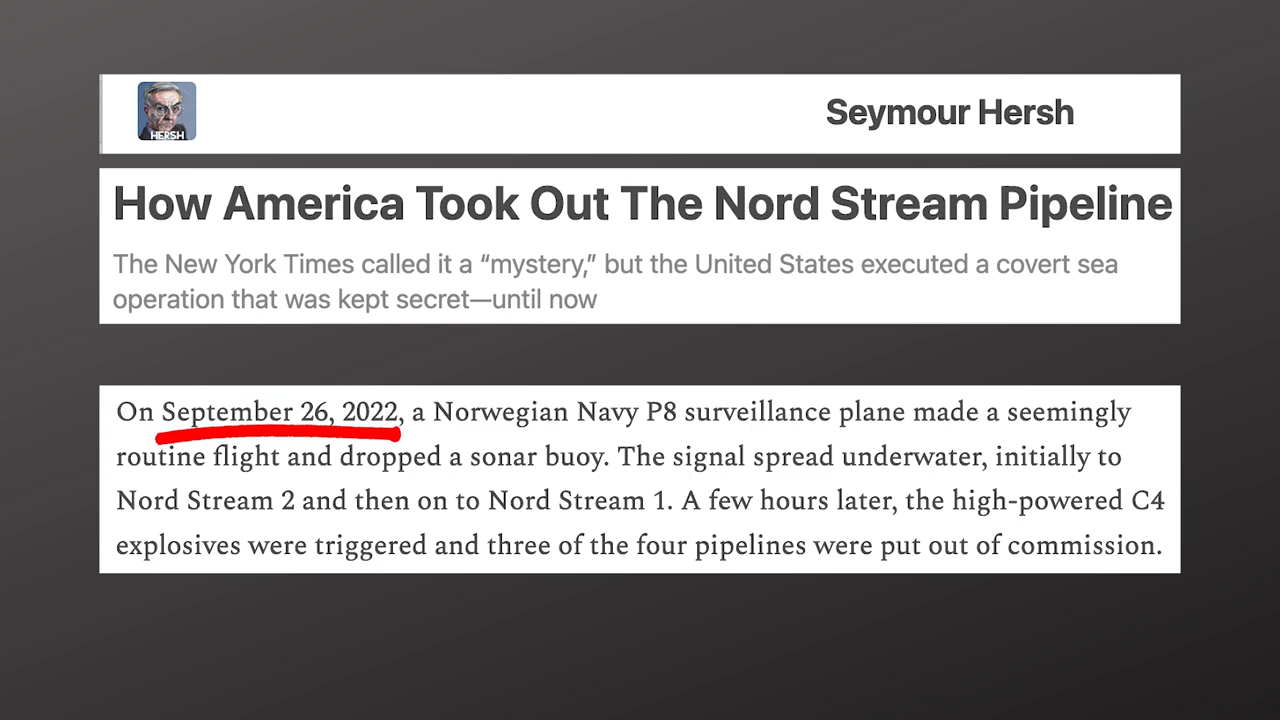 HERSH
Seymour Hersh
How America Took Out The Nord Stream Pipeline
The New York Times called it a “mystery,” but the United States executed a covert sea
operation that was kept secret—until now
On September 26, 2022, a Norwegian Navy P8 surveillance plane made a seemingly
routine flight and dropped a sonar buoy. The signal spread underwater, initially to
Nord Stream 2 and then on to Nord Stream 1. A few hours later, the high-powered C4
explosives were triggered and three of the four pipelines were put out of commission.